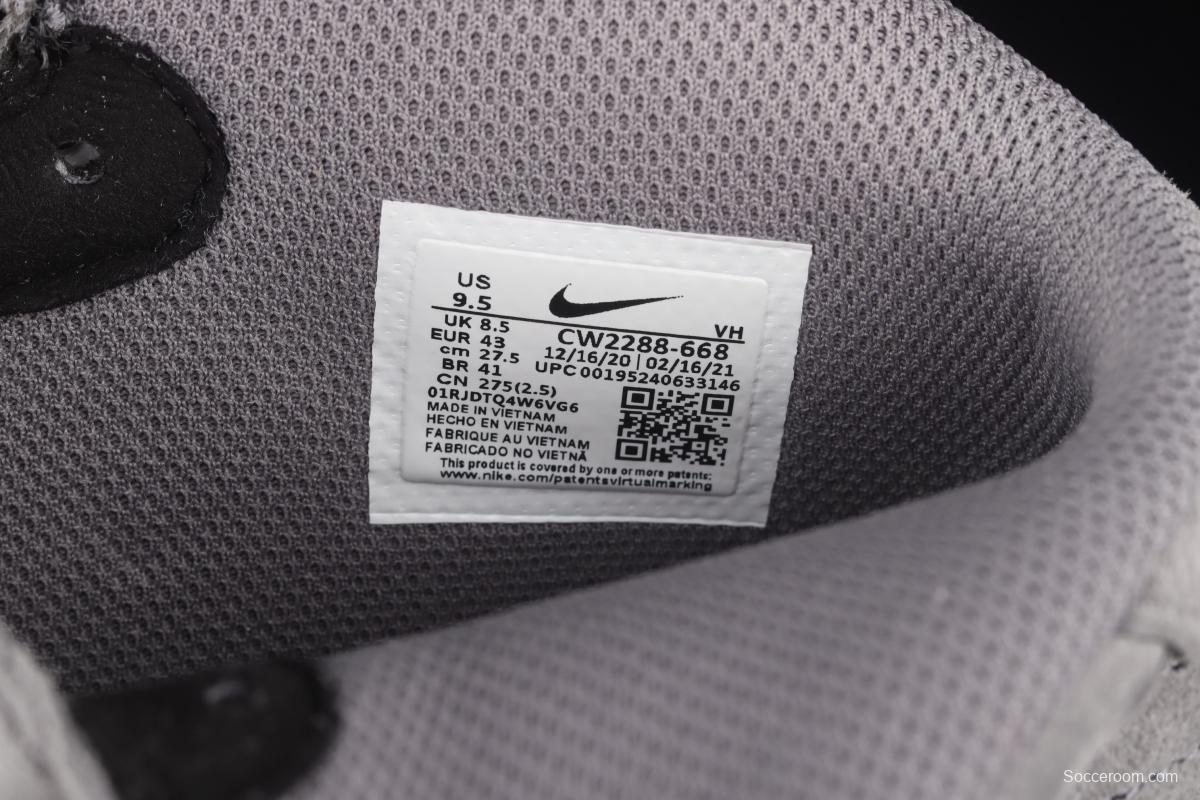 US
9.5
VH
UK 8.5
CW2288-668
EUR 43
12/16/20 | 02/16/21
cm 27.5
UPC 00195240633146
BR 41
CN 275(2.5)
01RJDTQ4W6VG6
MADE IN VIETNAM
HECHO EN VIETNAM
FABRIQUE AU VIETNAM
FABRICADO NO VIETNÃ
This product is covered by one or more patents:
www.nike.com/patentsvirtualmarking
Socceroom.com